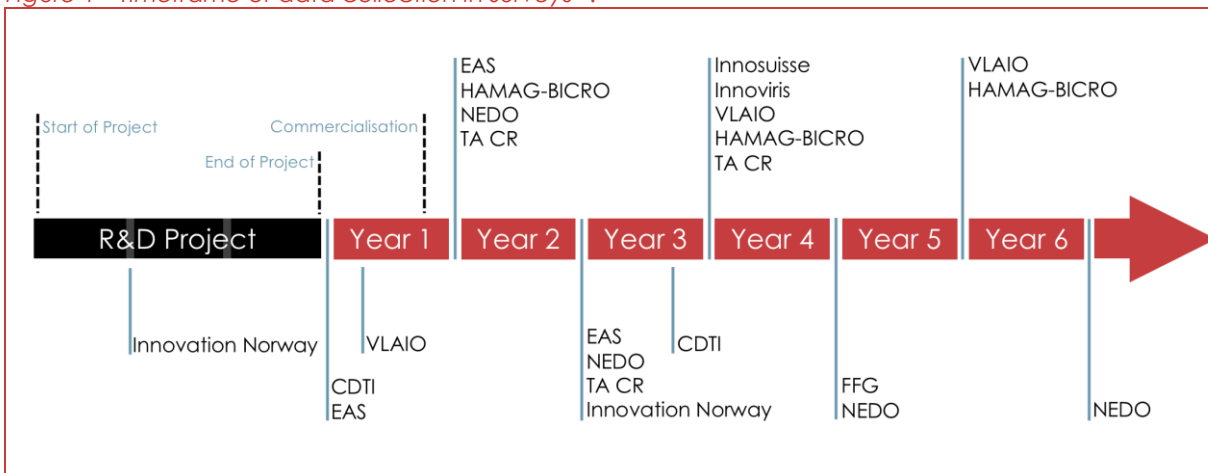 EAS
HAMAG-BICRO
NEDO
TA CR
Innosuisse
Innoviris
VLAIO
HAMAG-BICRO
TA CR
VLAIO
HAMAG-BICRO
Start of Project
Commercialisation
End of Project
R&D Project
Year 1
Year 2
Year 3
Year 4
Year 5
Year 6
Innovation Norway
VLAIO
CDTI
EAS
EAS
NEDO
TA CR
Innovation Norway
CDTI
FFG
NEDO
NEDO